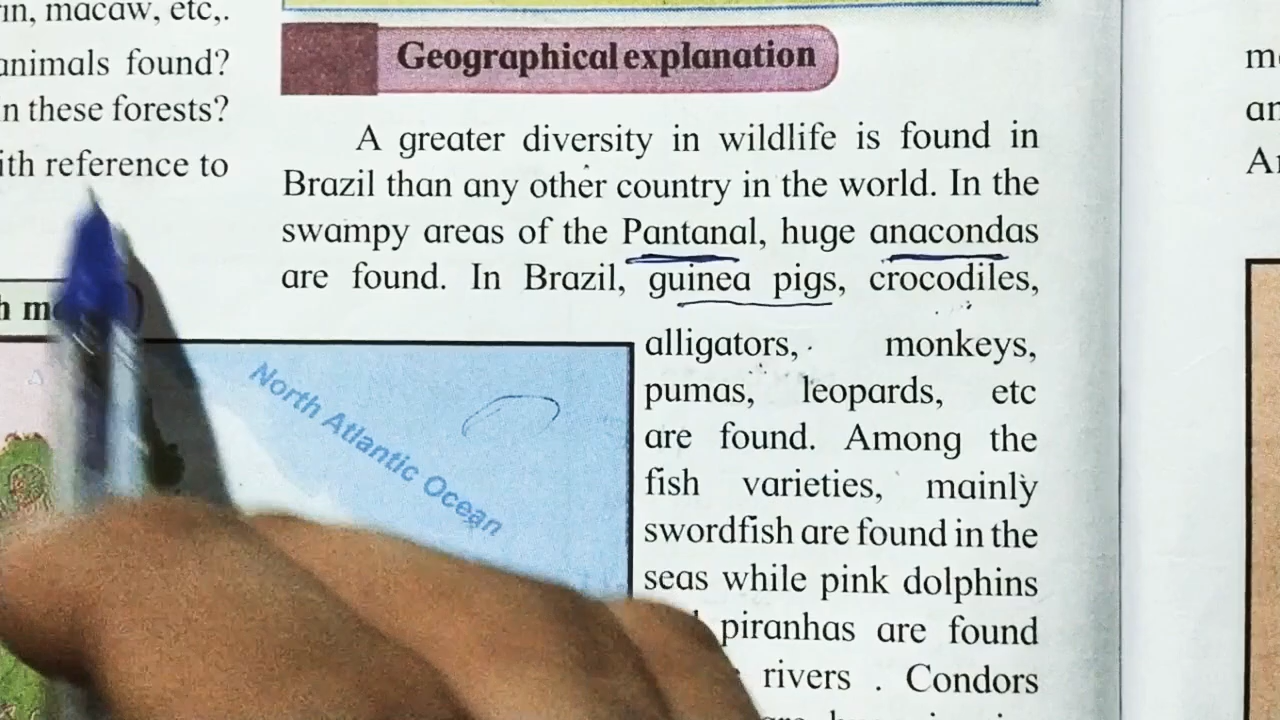 in, macaw, etc,.
animals found?
n these forests?
ith reference to
Geographical explanation
A greater diversity in wildlife is found in
Brazil than any other country in the world. In the
swampy areas of the Pantanal, huge anacondas
are found. In Brazil, guinea pigs, crocodiles,
alligators, monkeys,
pumas, leopards, etc
are found. Among the
fish varieties, mainly
swordfish are found in the
seas while pink dolphins
piranhas are found
rivers . Condors
North Atlantic Ocean